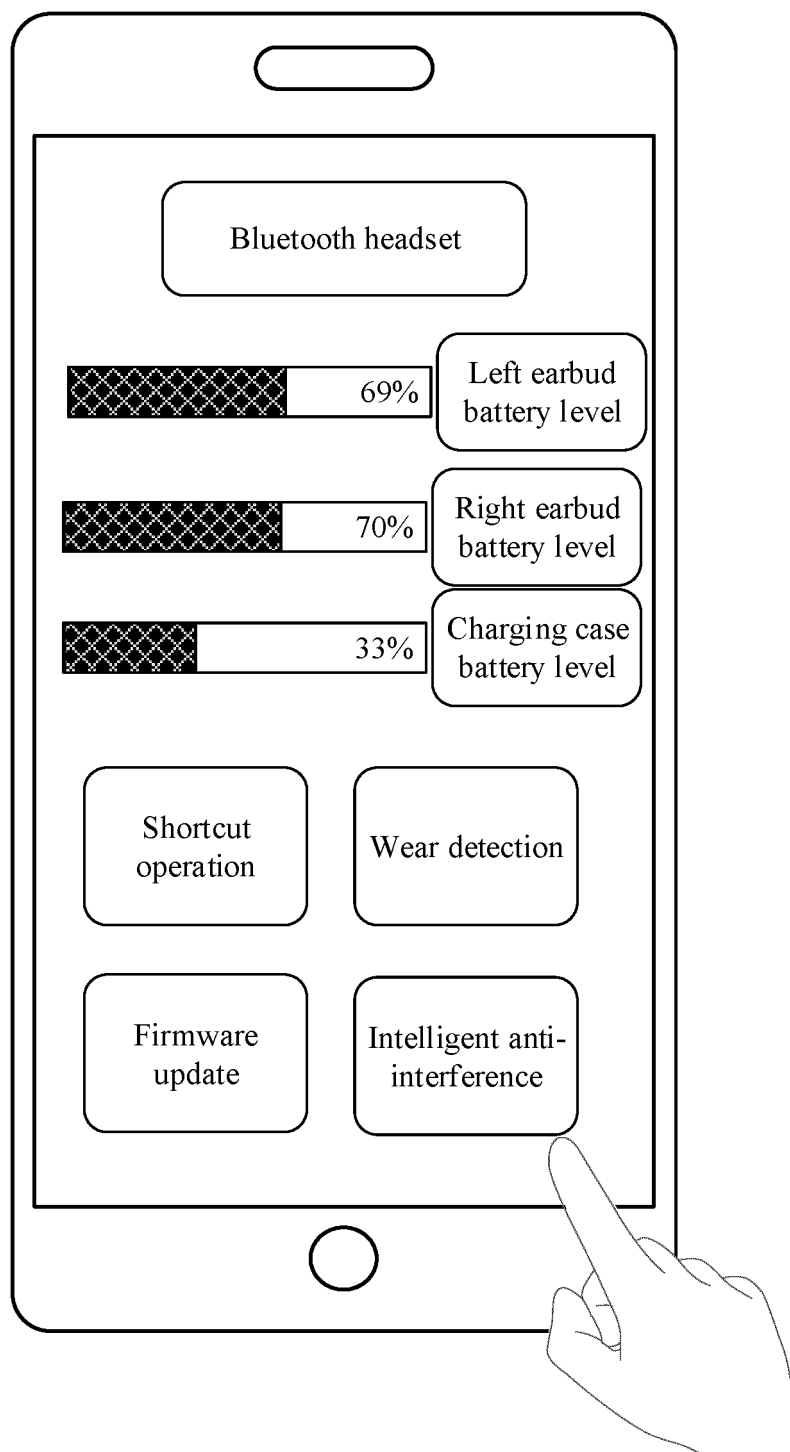 Bluetooth headset
69%
Left earbud
battery level
70%
Right earbud
battery level
33%
Charging case
battery level
Shortcut
operation
Wear detection
Firmware
update
Intelligent anti-
interference